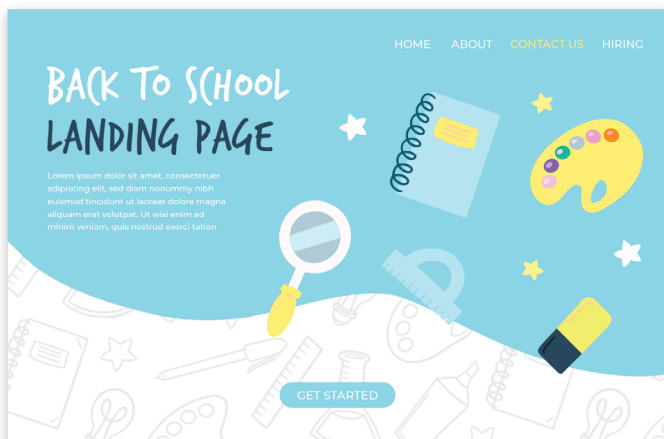 HOME ABOUT CONTACT US HIRING
BACK TO SCHOOL
LANDING PAGE
Lorem ipsum dolor sit amet, consectetuer
adipiscing elit, sed diam nonummy nibh
euismod tincidunt ut laoreet dolore magna
aliquam erat volutpat. Ut wisi enim ad
minim veniam, quis nostrud exerci tation
GET STARTED